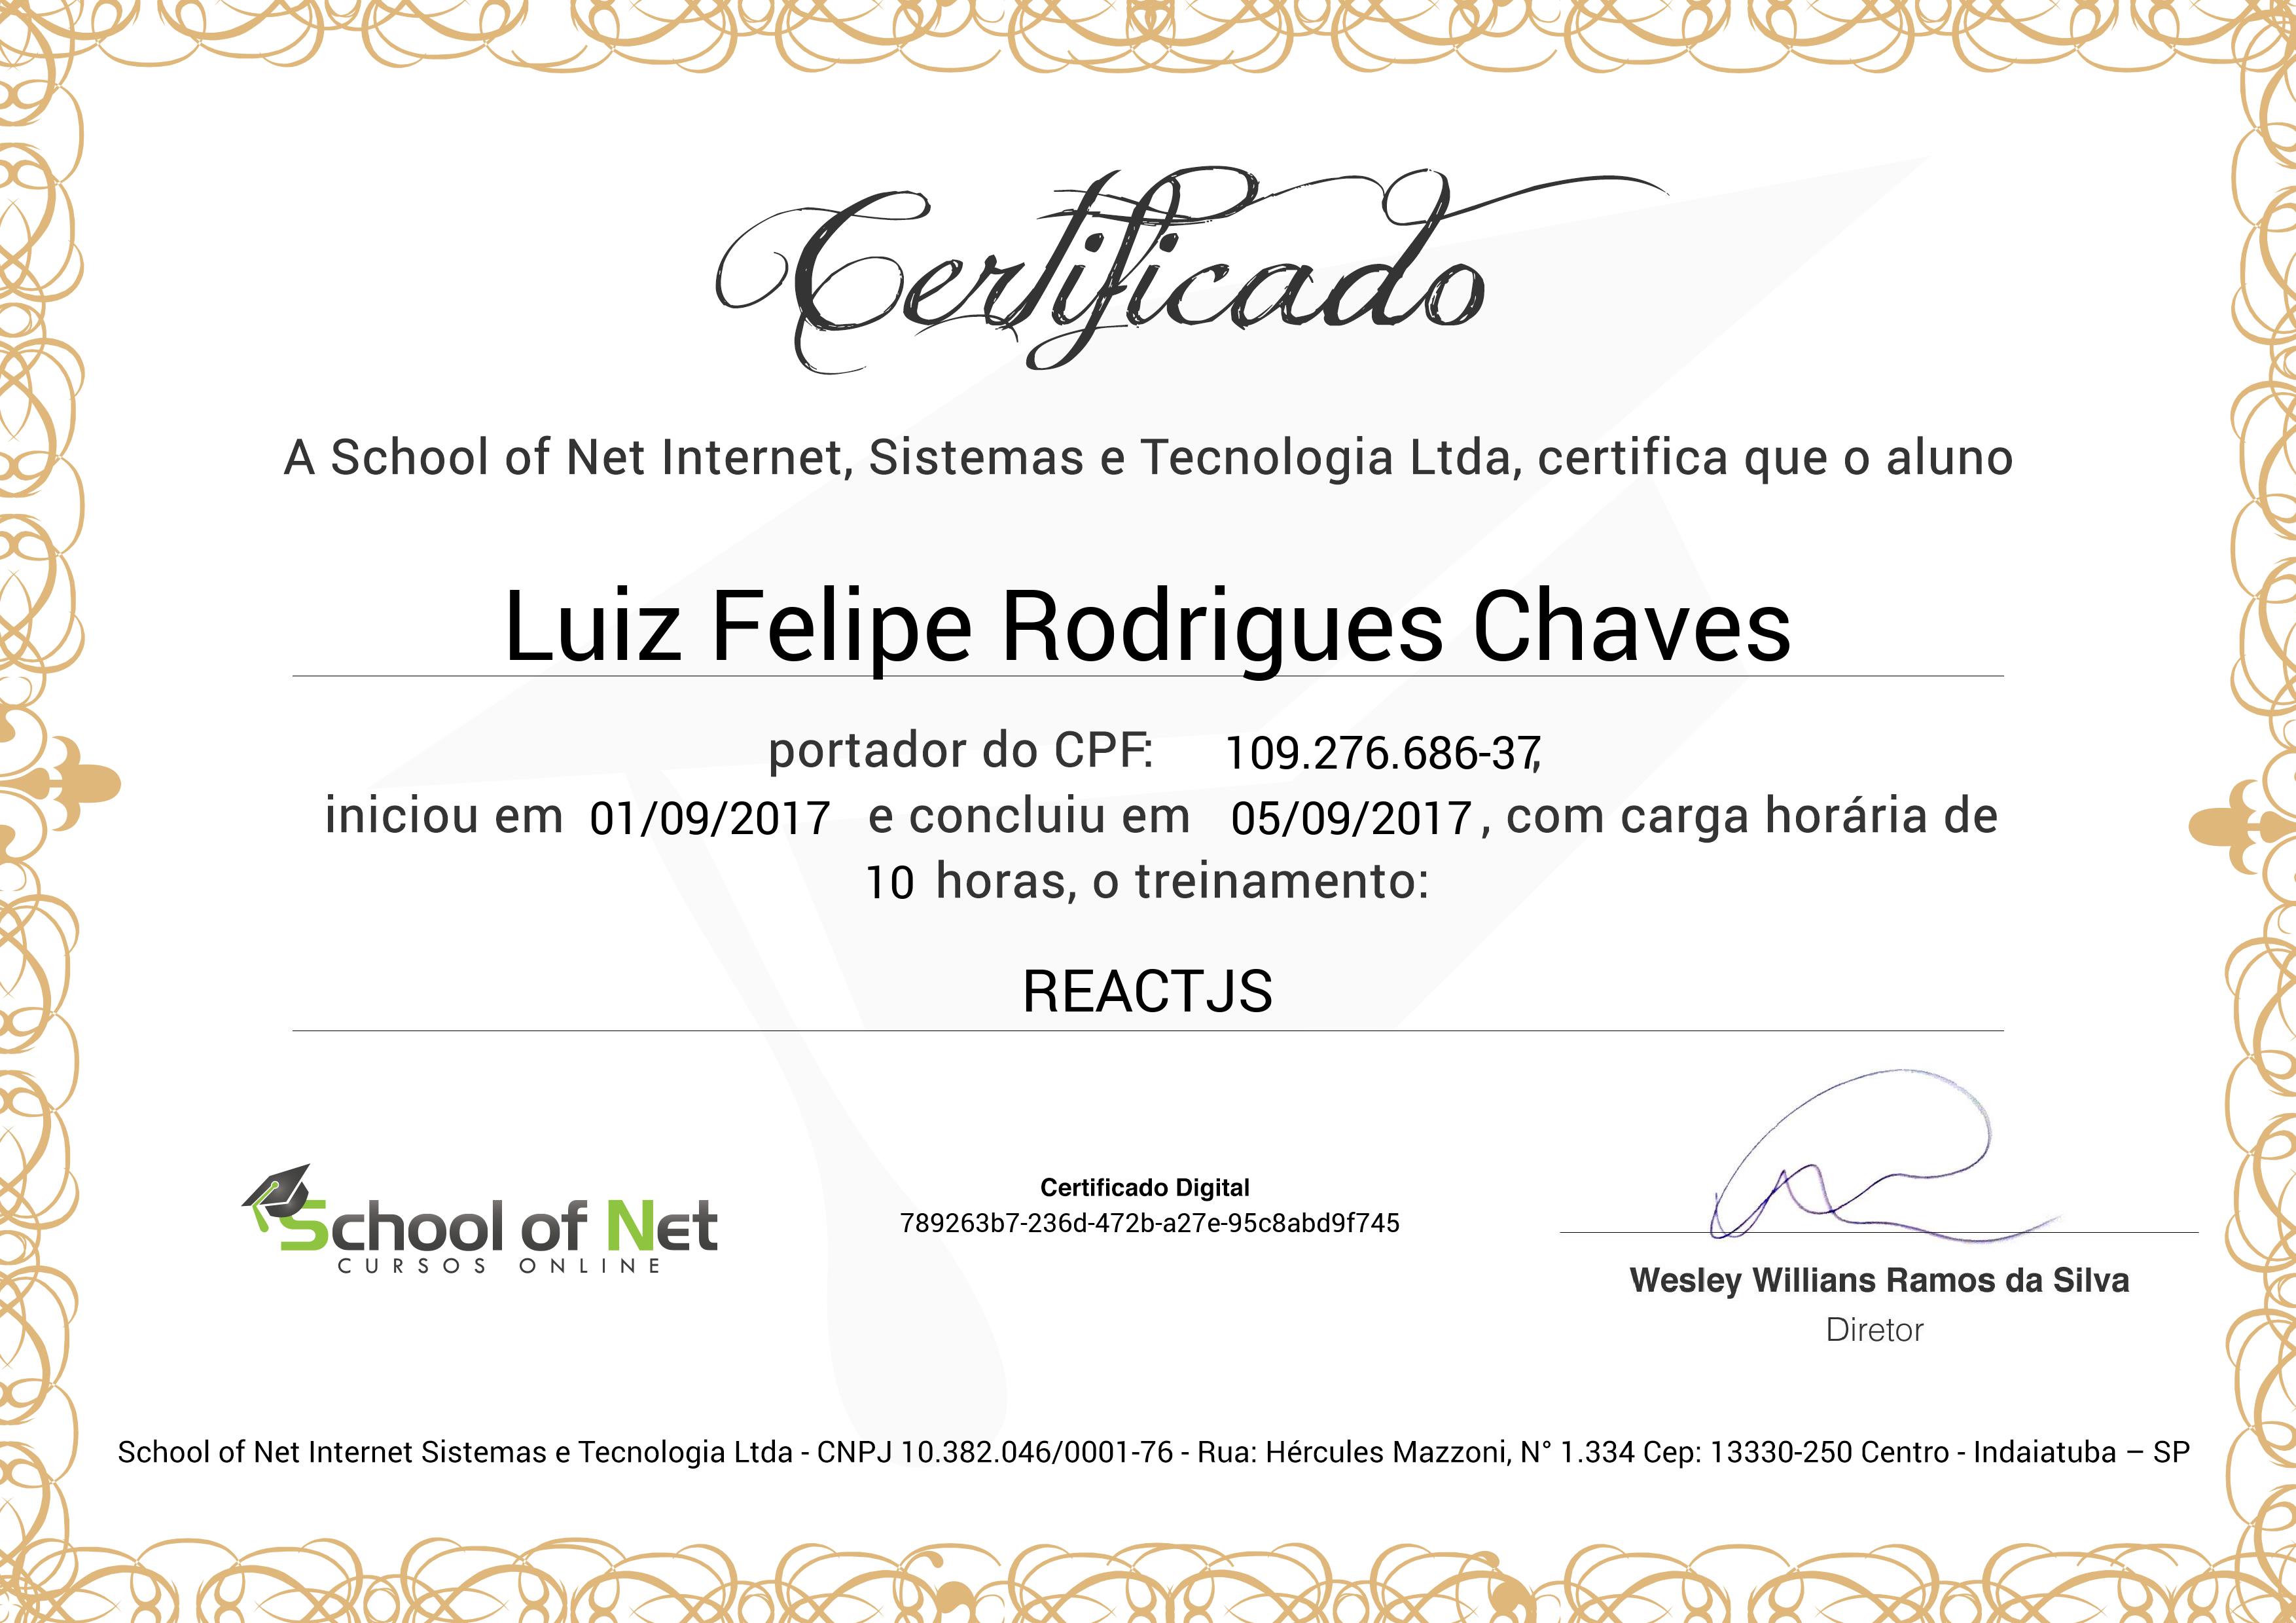 Certificado
A School of Net Internet, Sistemas e Tecnologia Ltda, certifica que o aluno
Luiz Felipe Rodrigues Chaves
portador do CPF: 109.276.686-37,
iniciou em 01/09/2017 e concluiu em 05/09/2017, com carga horária de
10 horas, o treinamento:
REACTJS
School of Net
CURSOS ONLINE
Certificado Digital
789263b7-236d-472b-a27e-95c8abd9f745
Wesley Willians Ramos da Silva
Diretor
School of Net Internet Sistemas e Tecnologia Ltda - CNPJ 10.382.046/0001-76 - Rua: Hércules Mazzoni, N° 1.334 Cep: 13330-250 Centro - Indaiatuba – SP